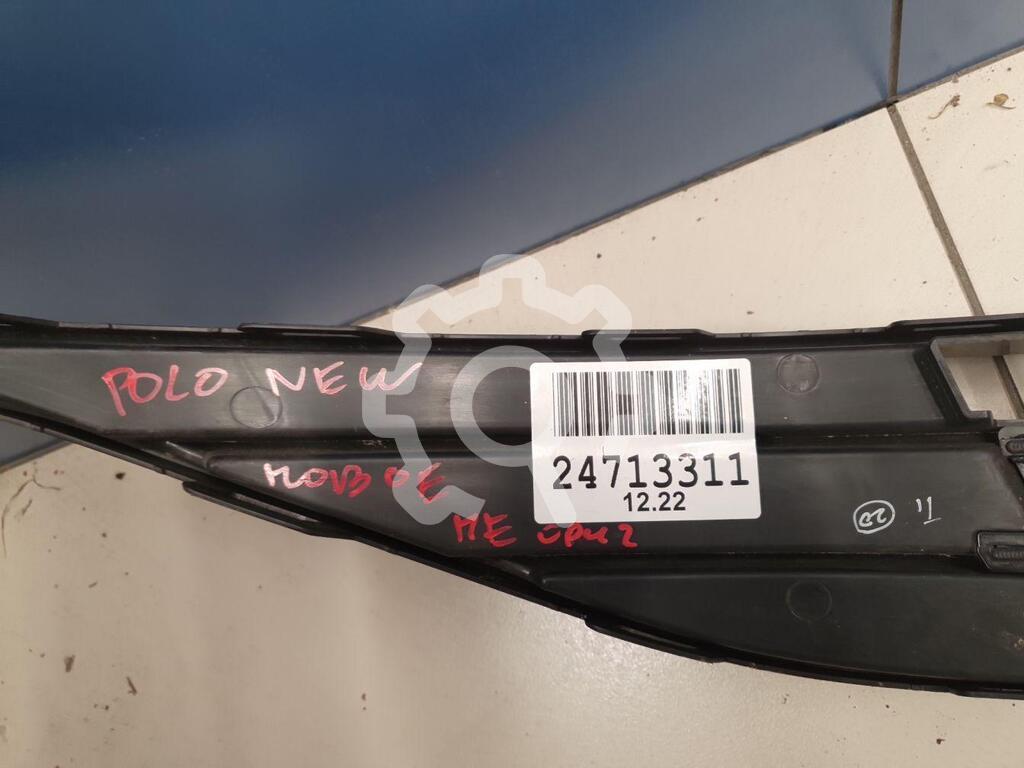 POLO NEW
НОВОЕ
НЕ ориг
24713311
12.22